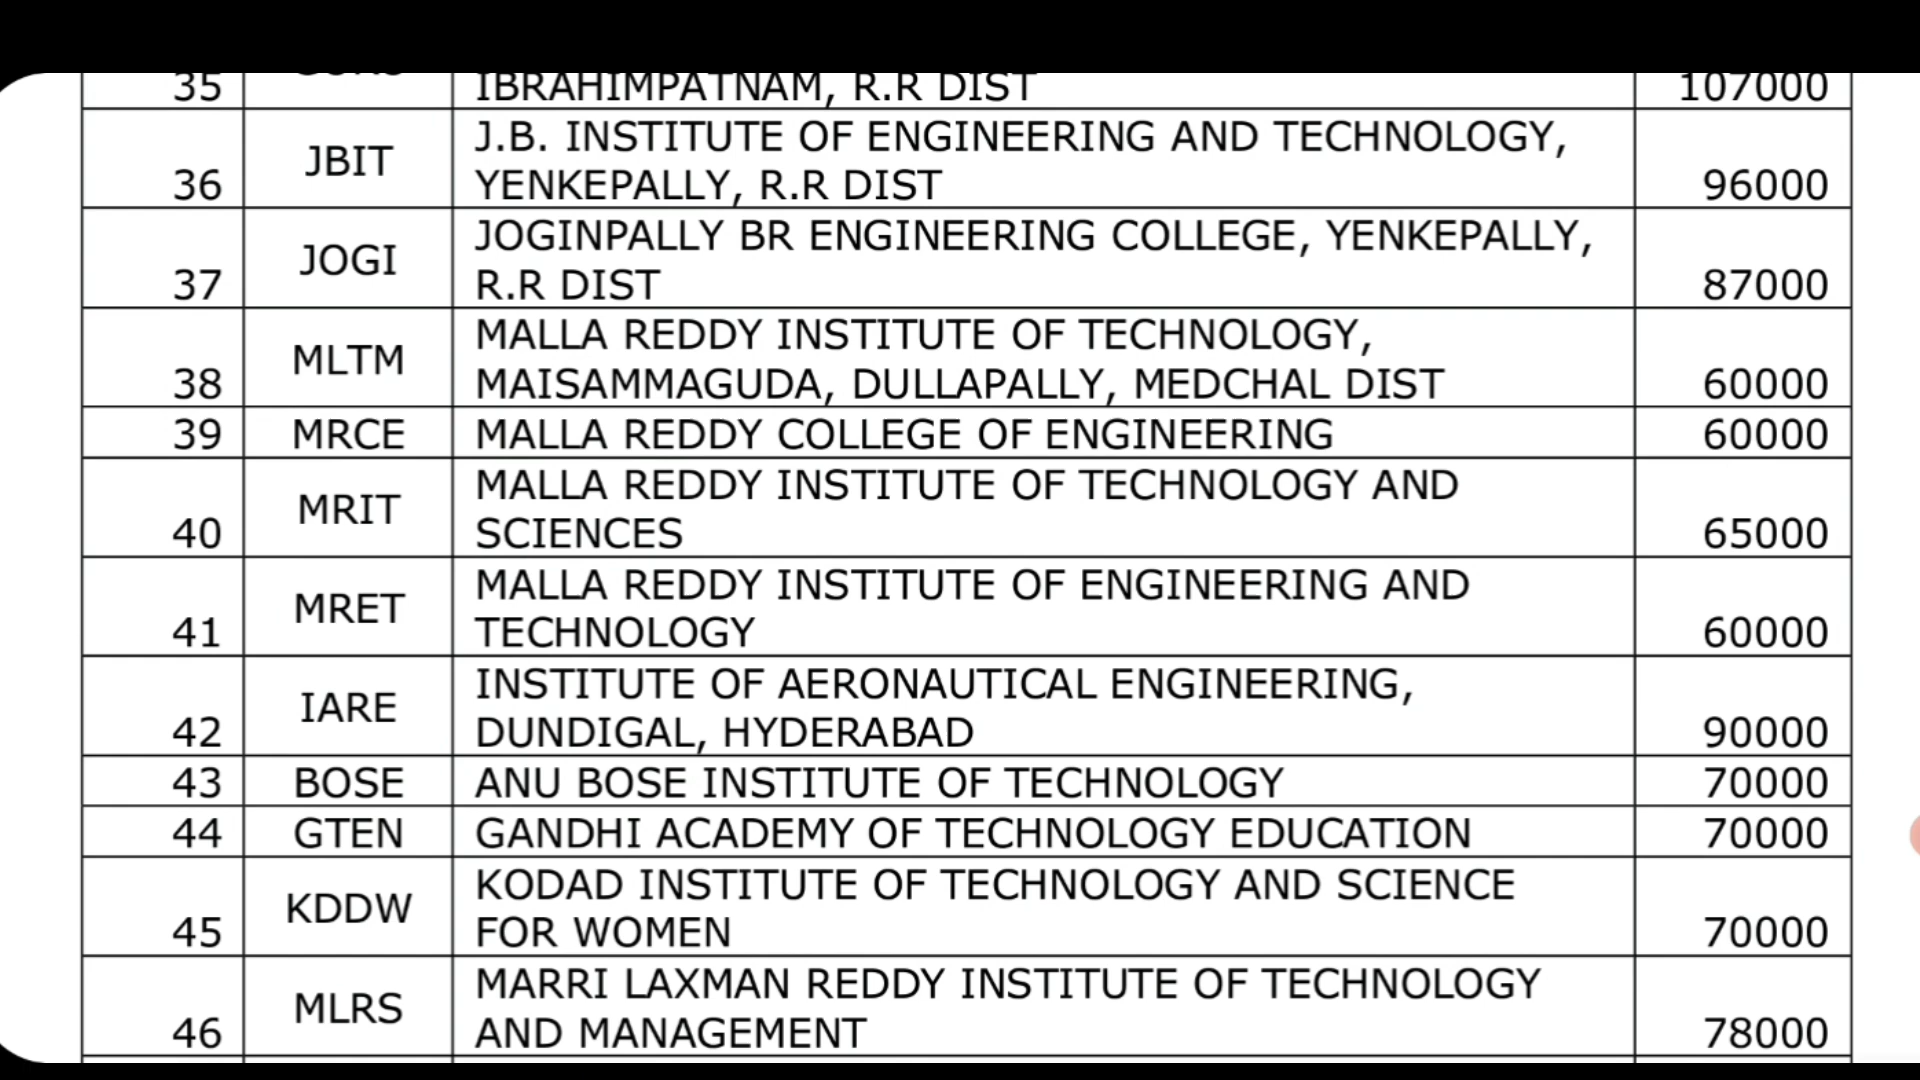 35 IBRAHIMPATNAM, R.R DIST 107000
J.B. INSTITUTE OF ENGINEERING AND TECHNOLOGY,
36 JBIT YENKEPALLY, R.R DIST 96000
JOGINPALLY BR ENGINEERING COLLEGE, YENKEPALLY,
37 JOGI R.R DIST 87000
MALLA REDDY INSTITUTE OF TECHNOLOGY,
38 MLTM MAISAMMAGUDA, DULLAPALLY, MEDCHAL DIST 60000
39 MRCE MALLA REDDY COLLEGE OF ENGINEERING 60000
MALLA REDDY INSTITUTE OF TECHNOLOGY AND
40 MRIT SCIENCES 65000
MALLA REDDY INSTITUTE OF ENGINEERING AND
41 MRET TECHNOLOGY 60000
INSTITUTE OF AERONAUTICAL ENGINEERING,
42 IARE DUNDIGAL, HYDERABAD 90000
43 BOSE ANU BOSE INSTITUTE OF TECHNOLOGY 70000
44 GTEN GANDHI ACADEMY OF TECHNOLOGY EDUCATION 70000
KODAD INSTITUTE OF TECHNOLOGY AND SCIENCE
45 KDDW FOR WOMEN 70000
MARRI LAXMAN REDDY INSTITUTE OF TECHNOLOGY
46 MLRS AND MANAGEMENT 78000